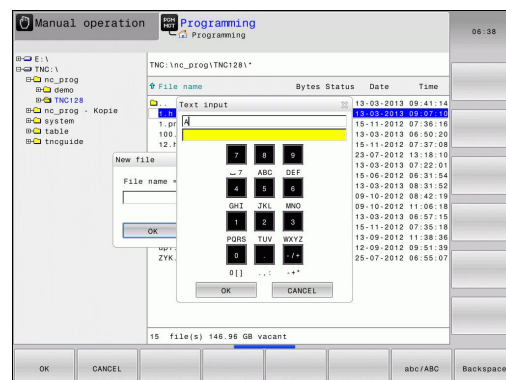 Manual operation
PGM MGT
Programming
Programming
06:38
E:\
TNC:\
nc_prog
demo
TNC128
nc_prog - Kopie
system
table
tncguide
TNC:\nc_prog\TNC128\*
File name Bytes Status Date Time
..
1.h
1.p
100.
12.h
ZYK.
13-03-2013 09:41:14
13-03-2013 09:07:10
15-11-2012 07:36:16
13-03-2013 06:50:20
15-11-2012 07:37:08
23-07-2012 13:18:10
13-03-2013 07:22:01
15-06-2012 06:31:54
13-03-2013 08:31:52
09-10-2012 08:42:19
09-10-2012 11:06:18
13-03-2013 06:57:15
15-11-2012 07:35:18
13-09-2012 11:38:36
12-09-2012 09:51:39
25-07-2012 06:55:07
15 file(s) 146.96 GB vacant
New file
File name =
OK
Text input
A
7 8 9
7 ABC DEF
4 5 6
GHI JKL MNO
1 2 3
PQRS TUV WXYZ
0 . -/+
0[] .,: -+*
OK CANCEL
OK CANCEL abc/ABC Backspace